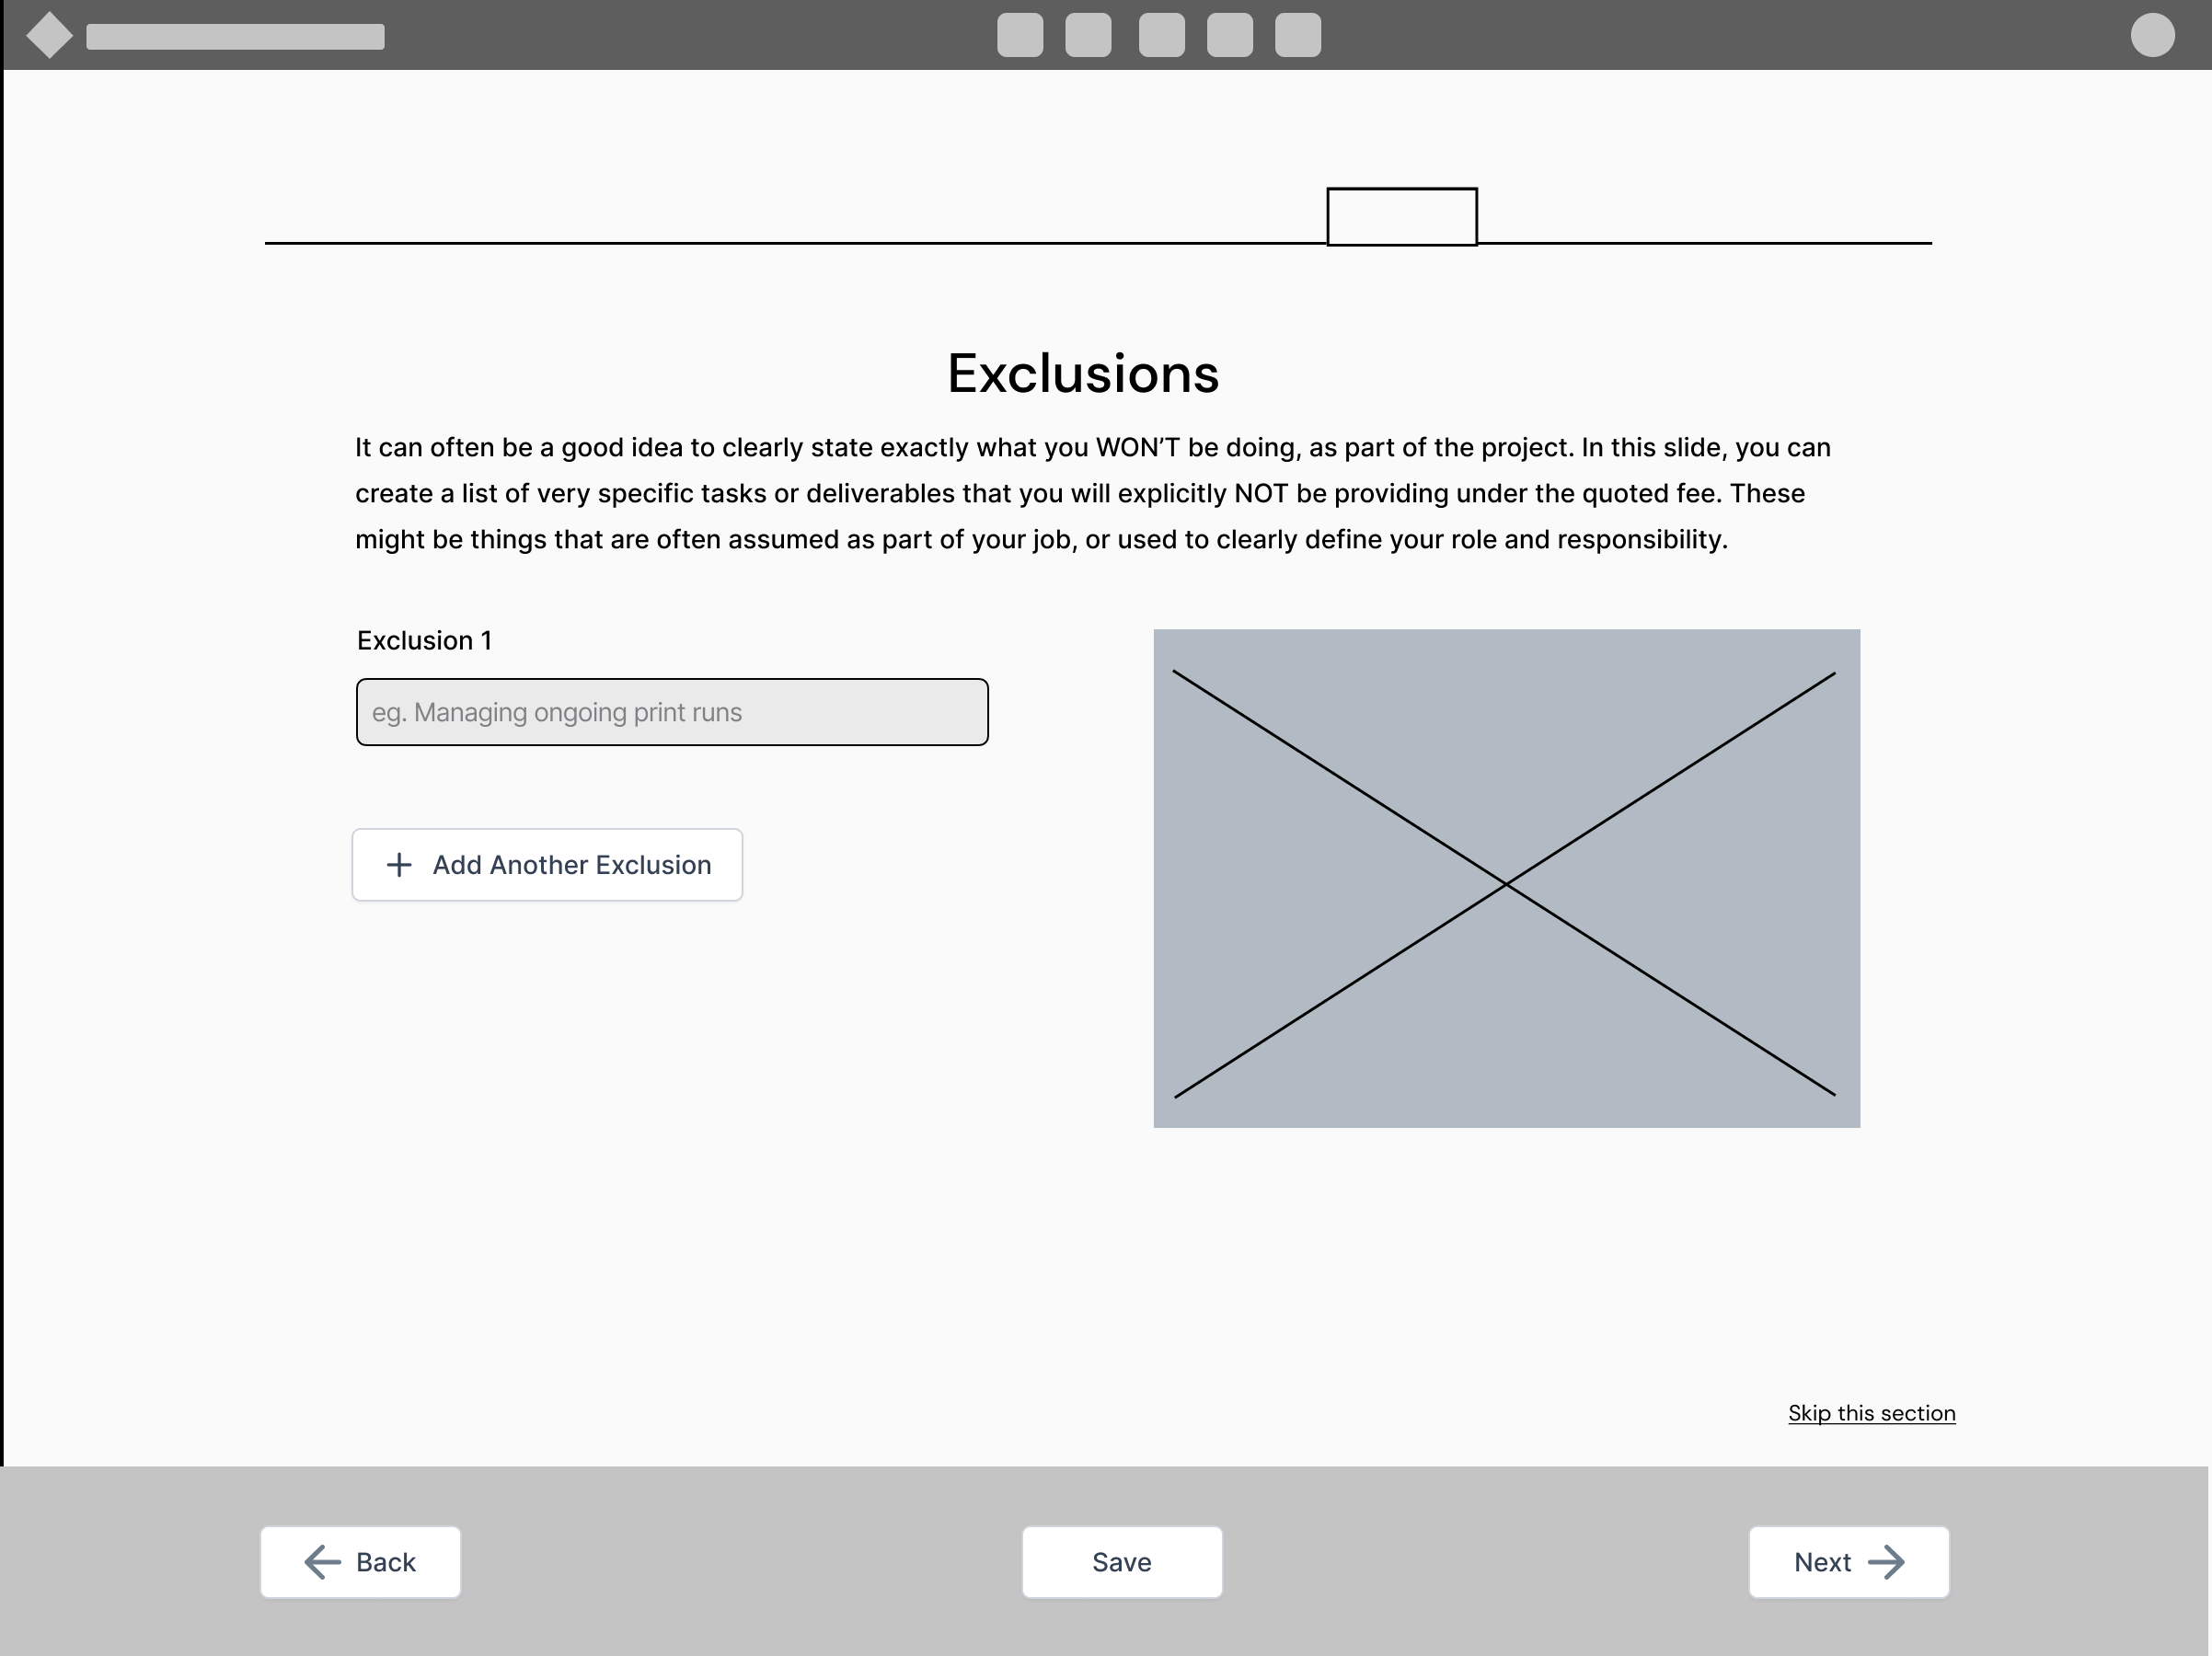 Exclusions
It can often be a good idea to clearly state exactly what you WON’T be doing, as part of the project. In this slide, you can
create a list of very specific tasks or deliverables that you will explicitly NOT be providing under the quoted fee. These
might be things that are often assumed as part of your job, or used to clearly define your role and responsibility.
Exclusion 1
eg. Managing ongoing print runs
Add Another Exclusion
Skip this section
Back
Save
Next